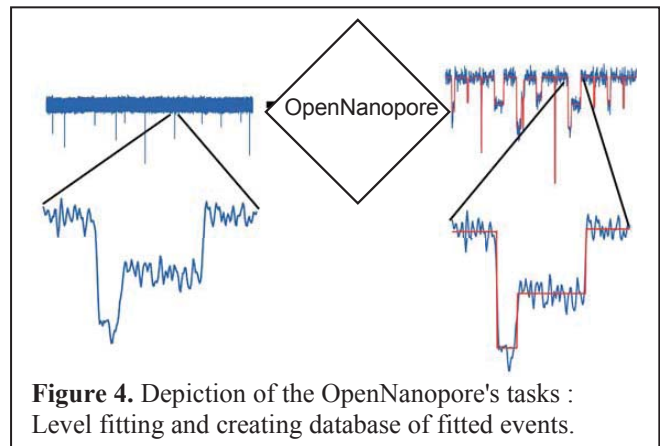 OpenNanopore
Figure 4. Depiction of the OpenNanopore's tasks :
Level fitting and creating database of fitted events.